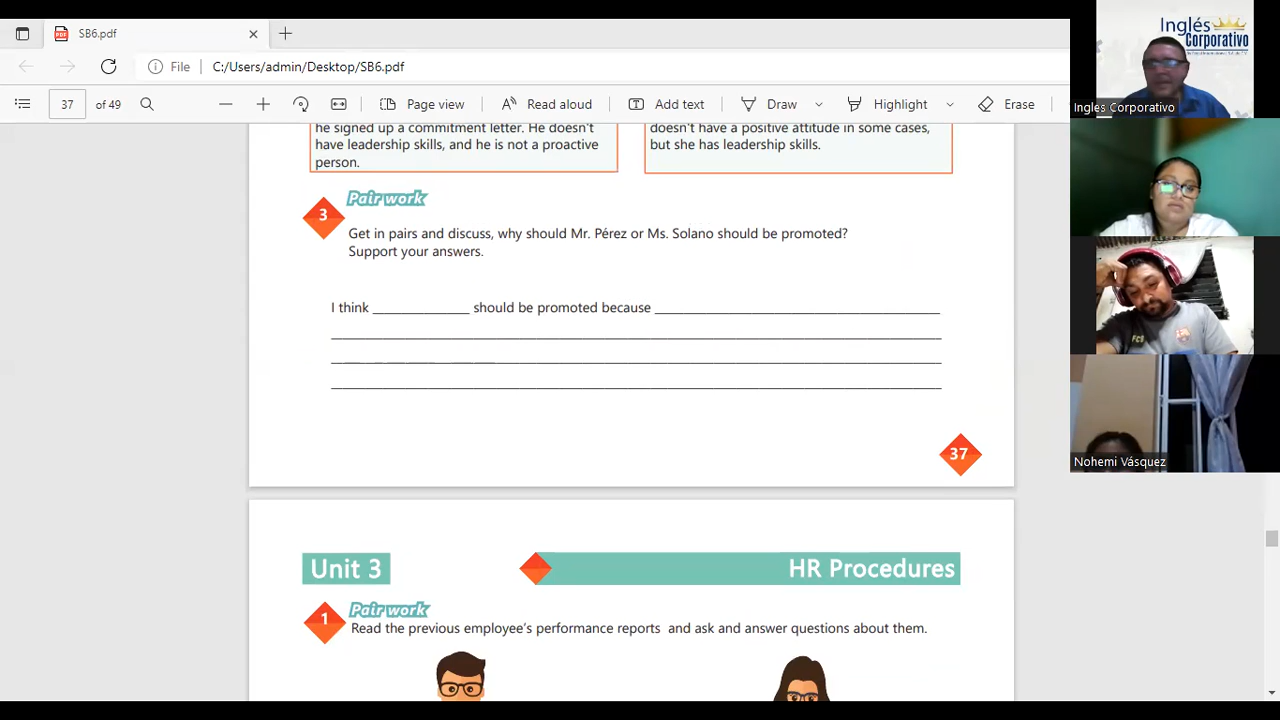 SB6.pdf
File
C:/Users/admin/Desktop/SB6.pdf
37 of 49
Page view
Read aloud
Add text
Draw
Highlight
Erase
he signed up a commitment letter. He doesn't
have leadership skills, and he is not a proactive
person.
doesn't have a positive attitude in some cases,
but she has leadership skills.
3
Pair work
Get in pairs and discuss, why should Mr. Pérez or Ms. Solano should be promoted?
Support your answers.
I think ____________ should be promoted because ____________________________________
37
Unit 3
HR Procedures
1
Pair work
Read the previous employee's performance reports and ask and answer questions about them.
Inglés
Corporativo
Ingles Corporativo
Nohemi Vásquez